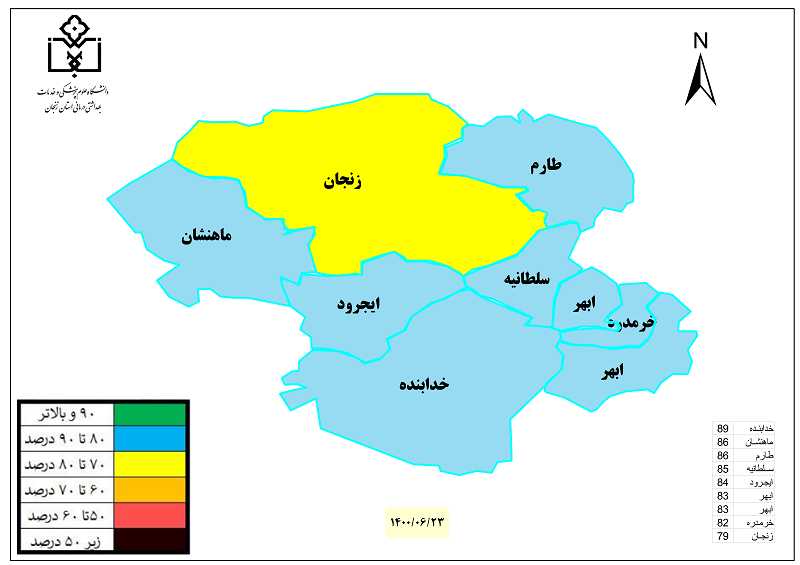 دانشگاه علوم پزشکی و خدمات
بهداشتی درمانی استان زنجان
N
طارم
زنجان
ماهنشان
سلطانیه
ایجرود
ابهر
خرمدره
ابهر
خدابنده
۹۰ و بالاتر
۸۰ تا ۹۰ درصد
۷۰ تا ۸۰ درصد
۶۰ تا ۷۰ درصد
۵۰تا ۶۰ درصد
زیر ۵۰ درصد
۱۴۰۰/۰۶/۲۳
خدابنده 89
ماهنشان 86
طارم 86
سلطانیه 85
ایجرود 84
ابهر 83
ابهر 83
خرمدره 82
زنجان 79